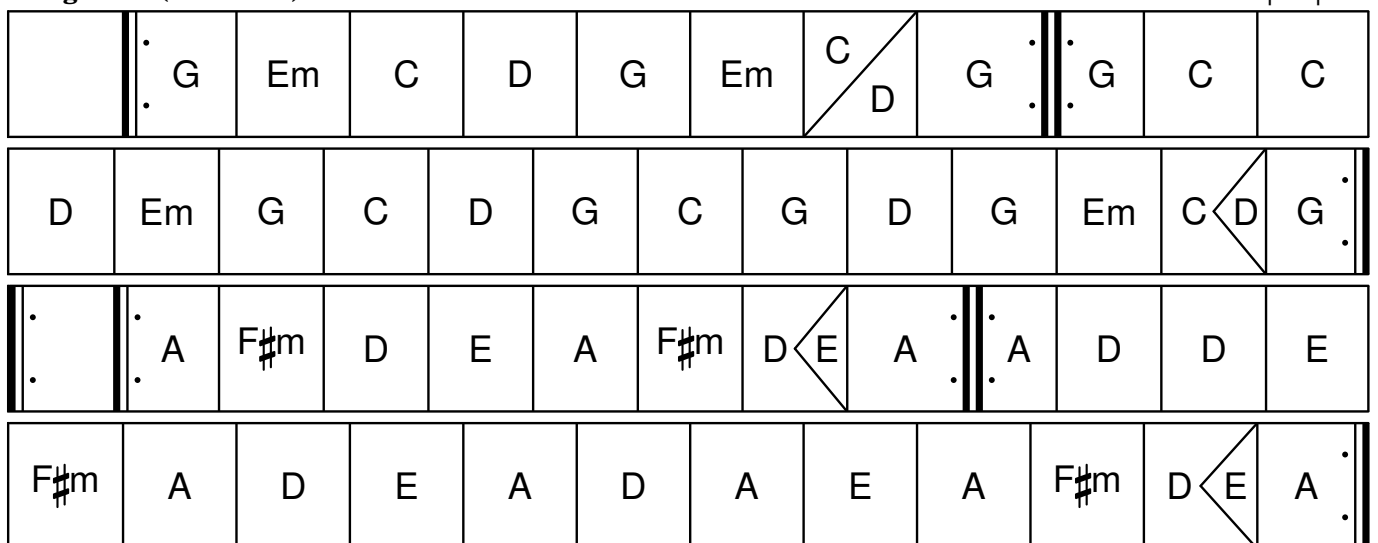 G Em C D G Em C D G G C C
D Em G C D G C G D G Em C D G
A F♯m D E A F♯m D E A A D D E
F♯m A D E A D A E A F♯m D E A